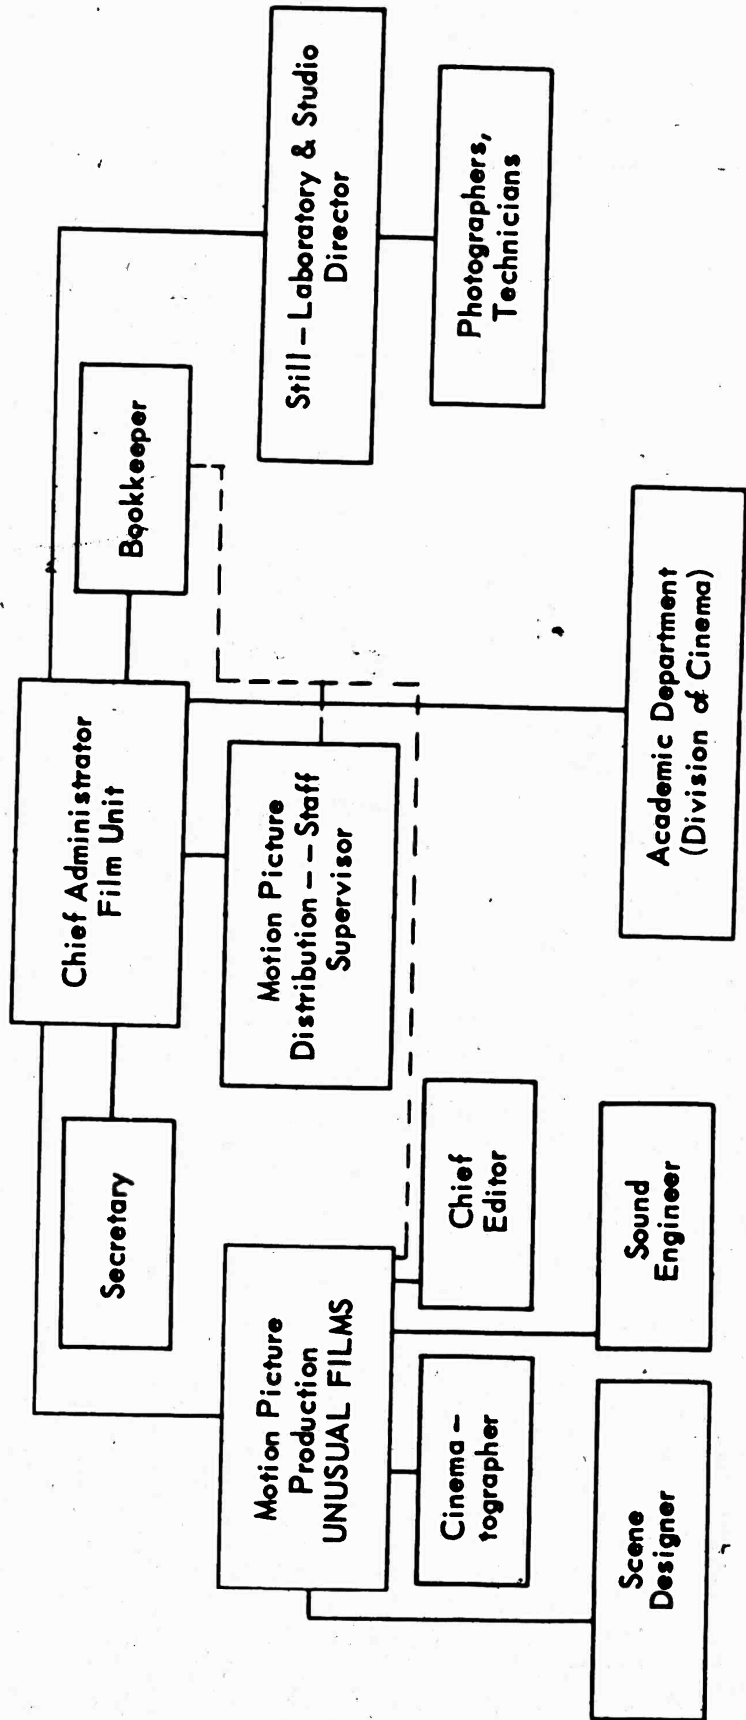 Chief Administrator
Film Unit
Secretary
Bookkeeper
Motion Picture
Production
UNUSUAL FILMS
Motion Picture
Distribution -- Staff
Supervisor
Still - Laboratory & Studio
Director
Cinema -
tographer
Chief
Editor
Photographers,
Technicians
Scene
Designer
Sound
Engineer
Academic Department
(Division of Cinema)